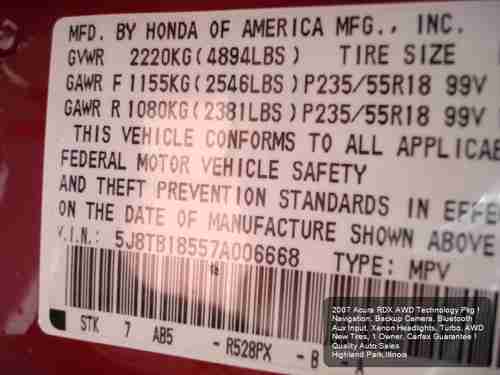 MFD. BY HONDA OF AMERICA MFG., INC.
GVWR 2220KG(4894LBS) TIRE SIZE
GAWR F 1155KG(2546LBS) P235/55R18 99V
GAWR R 1080KG(2381LBS) P235/55R18 99V
THIS VEHICLE CONFORMS TO ALL APPLICAB
FEDERAL MOTOR VEHICLE SAFETY
AND THEFT PREVENTION STANDARDS IN EFFE
ON THE DATE OF MANUFACTURE SHOWN ABOVE
V.I.N.: 5J8TB18557A006668 TYPE: MPV
STK 7 AB5 - R528PX - B - A
2007 Acura RDX AWD Technology Pkg !
Navigation, Backup Camera, Bluetooth
Aux Input, Xenon Headlights, Turbo, AWD
New Tires, 1 Owner, Carfax Guarantee !
Quality Auto Sales
Highland Park,Illinois